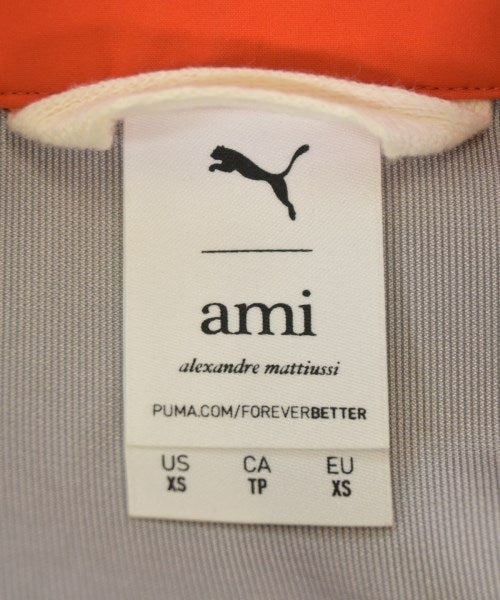 ami
alexandre mattiussi
PUMA.COM/FOREVERBETTER
US CA EU
XS TP XS